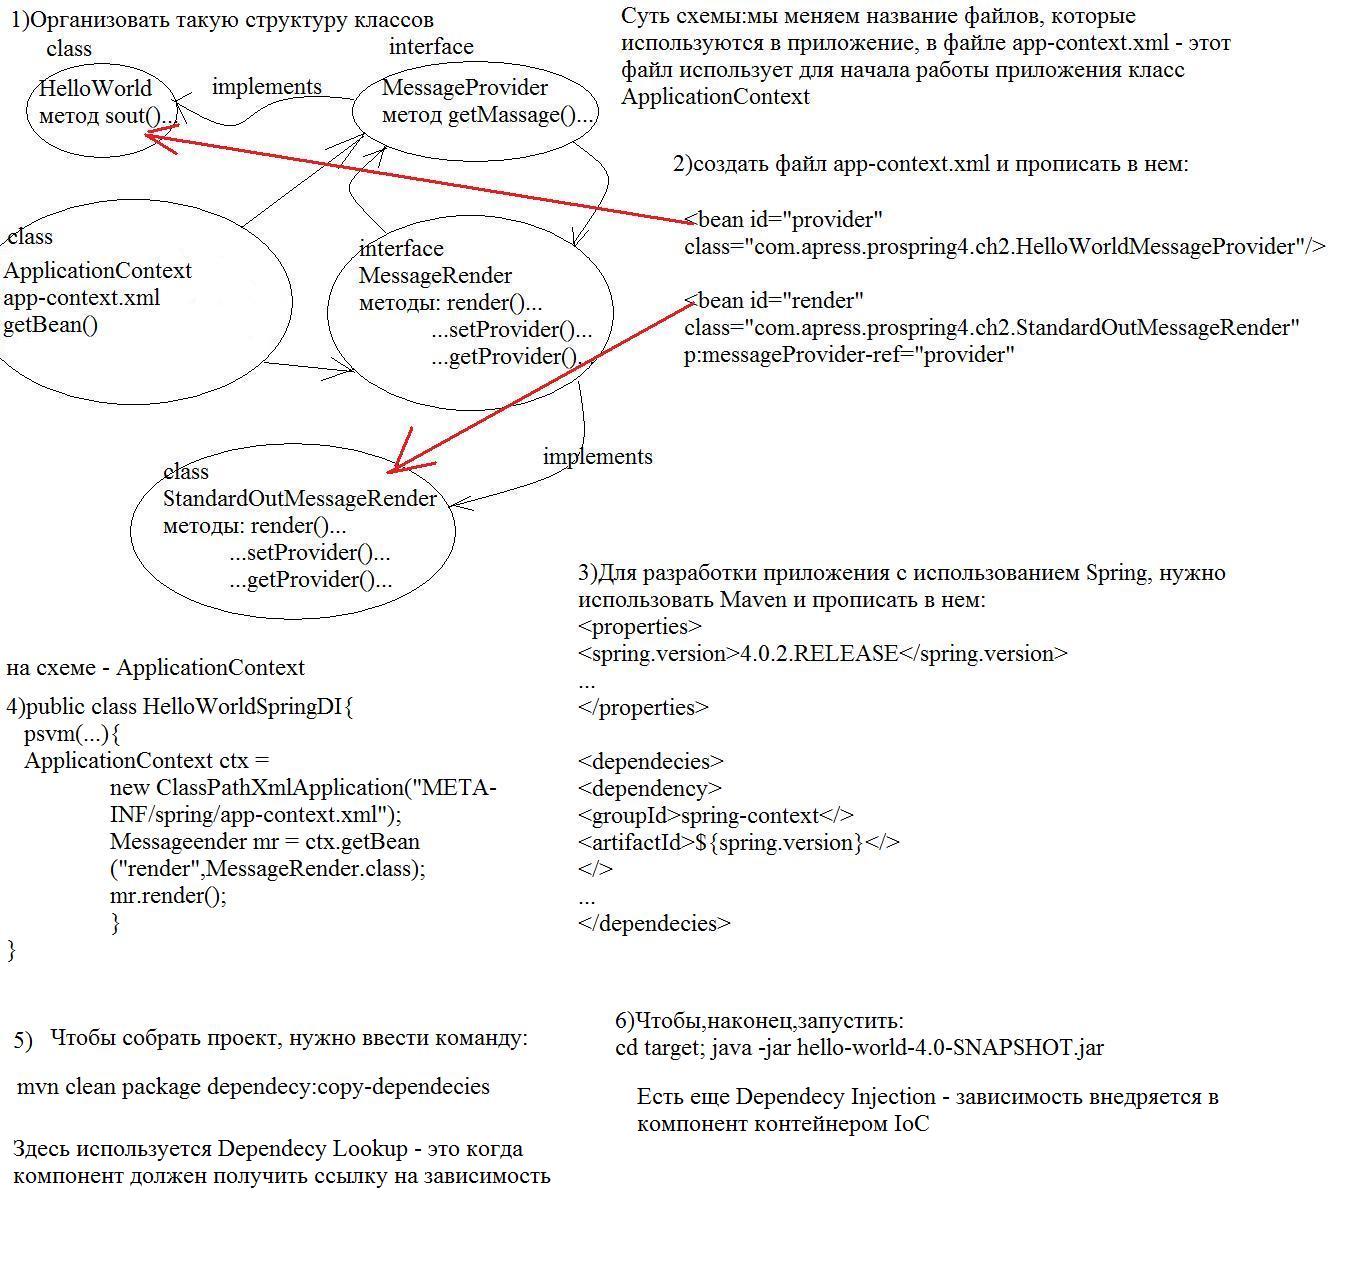 1)Организовать такую структуру классов
class
interface
HelloWorld
метод sout()...
implements
MessageProvider
метод getMassage()...
class
ApplicationContext
app-context.xml
getBean()
interface
MessageRender
методы: render()...
...setProvider()...
...getProvider()...
implements
class
StandardOutMessageRender
методы: render()...
...setProvider()...
...getProvider()...
Суть схемы:мы меняем название файлов, которые
используются в приложение, в файле app-context.xml - этот
файл использует для начала работы приложения класс
ApplicationContext
2)создать файл app-context.xml и прописать в нем:
<bean id="provider"
class="com.apress.prospring4.ch2.HelloWorldMessageProvider"/>
<bean id="render"
class="com.apress.prospring4.ch2.StandardOutMessageRender"
p:messageProvider-ref="provider"
3)Для разработки приложения с использованием Spring, нужно
использовать Maven и прописать в нем:
<properties>
<spring.version>4.0.2.RELEASE</spring.version>
...
</properties>
<dependecies>
<dependency>
<groupId>spring-context</>
<artifactId>${spring.version}</>
</>
...
</dependecies>
на схеме - ApplicationContext
4)public class HelloWorldSpringDI{
psvm(...){
ApplicationContext ctx =
new ClassPathXmlApplication("META-
INF/spring/app-context.xml");
Messageender mr = ctx.getBean
("render",MessageRender.class);
mr.render();
}
}
5) Чтобы собрать проект, нужно ввести команду:
mvn clean package dependecy:copy-dependecies
Здесь используется Dependecy Lookup - это когда
компонент должен получить ссылку на зависимость
6)Чтобы,наконец,запустить:
cd target; java -jar hello-world-4.0-SNAPSHOT.jar
Есть еще Dependecy Injection - зависимость внедряется в
компонент контейнером IoC